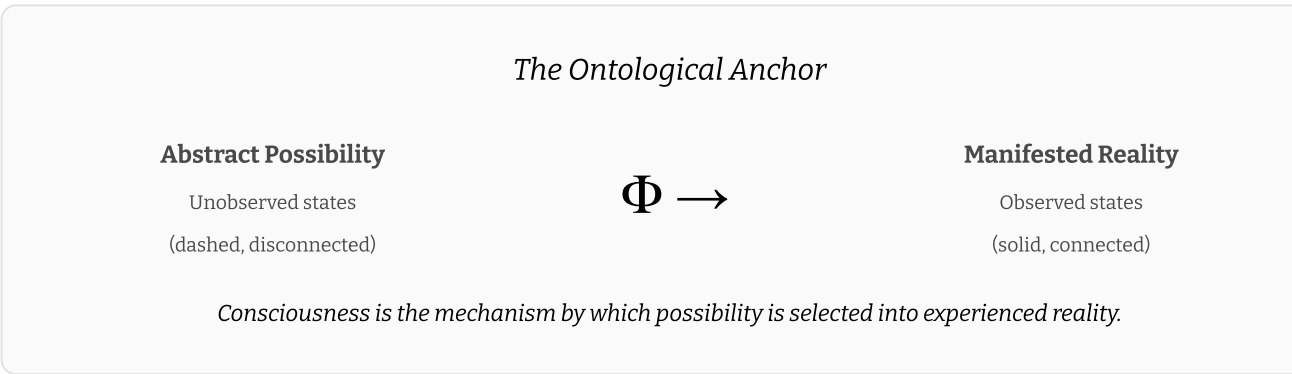 The Ontological Anchor
Abstract Possibility
Unobserved states
(dashed, disconnected)
Φ →
Manifested Reality
Observed states
(solid, connected)
Consciousness is the mechanism by which possibility is selected into experienced reality.